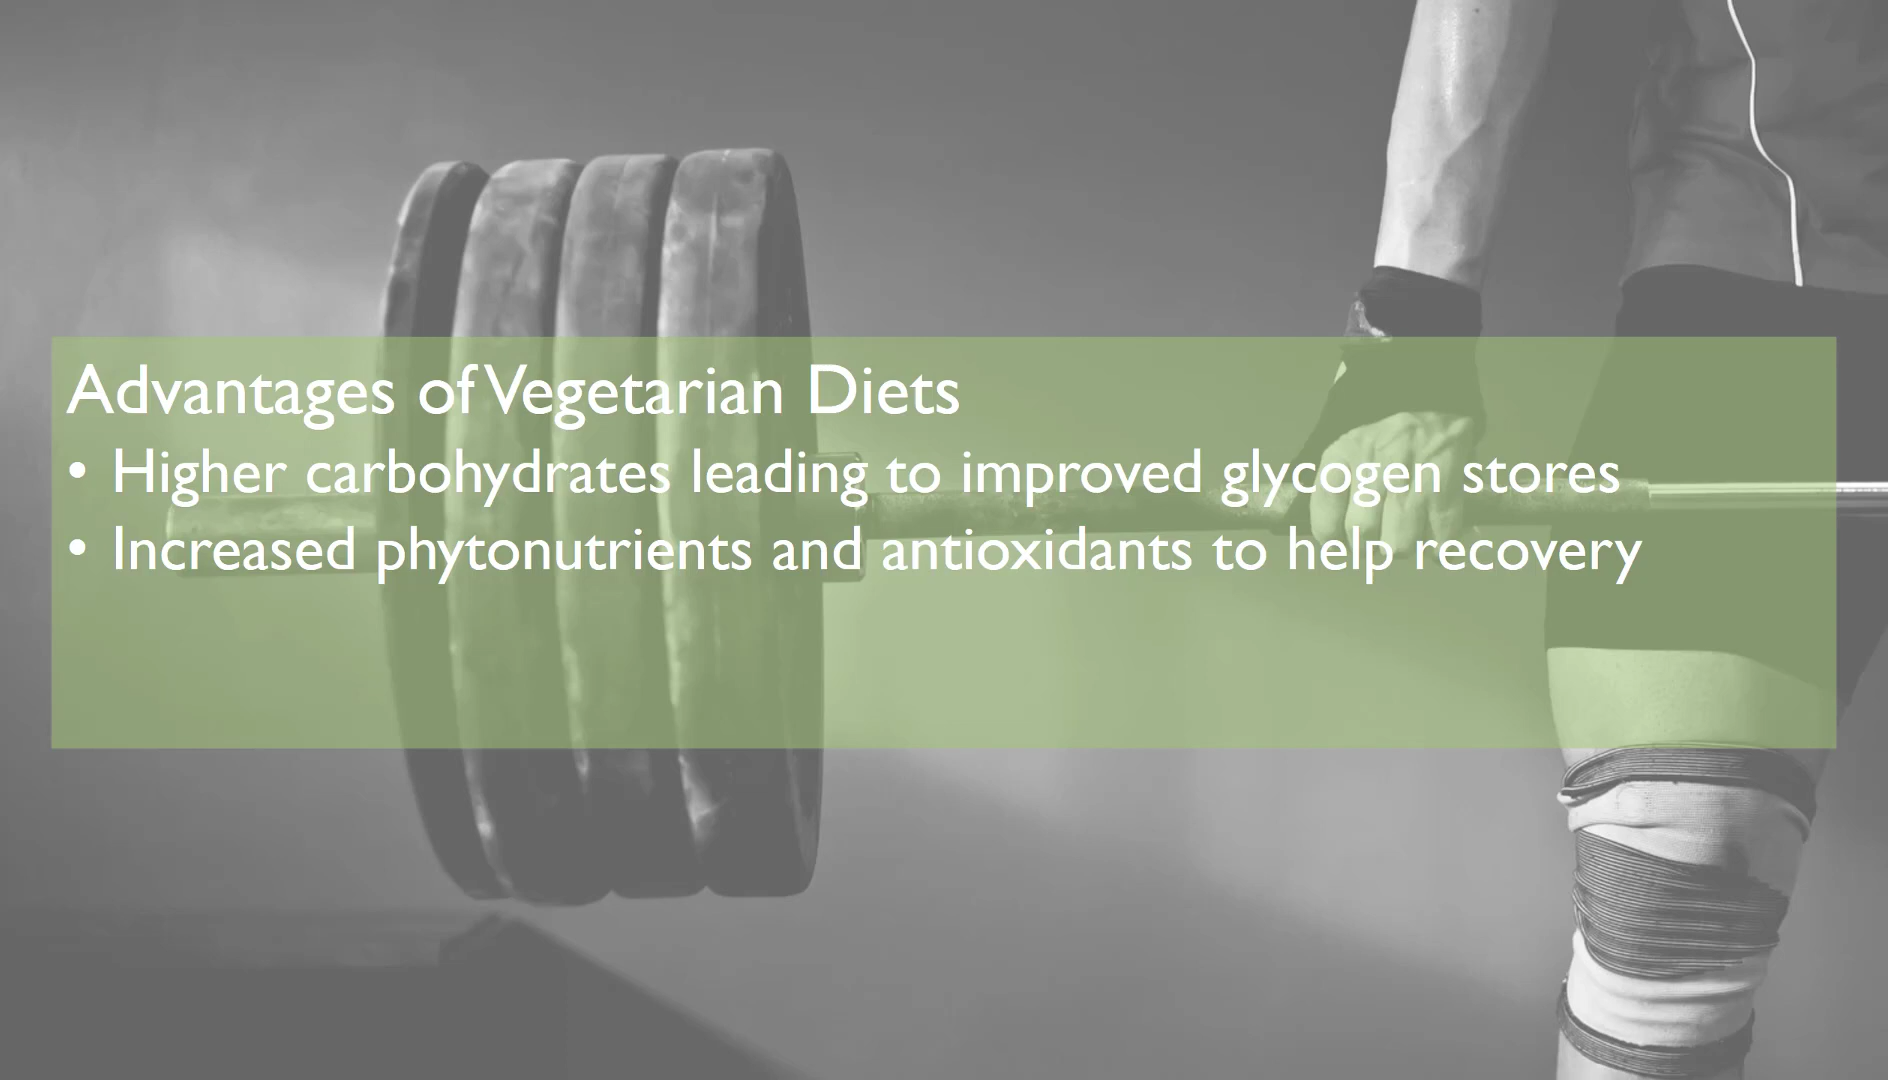 Advantages of Vegetarian Diets
• Higher carbohydrates leading to improved glycogen stores
• Increased phytonutrients and antioxidants to help recovery